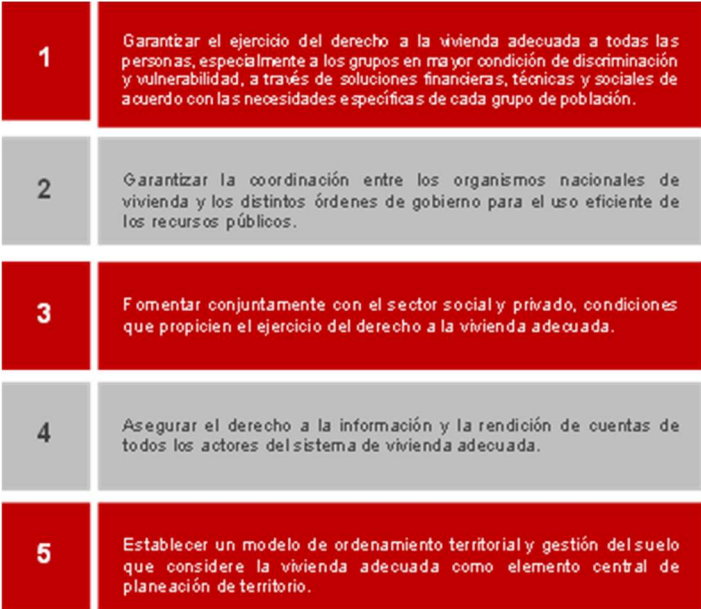 1
Garantizar el ejercicio del derecho a la vivienda adecuada a todas las
personas, especialmente a los grupos en mayor condición de discriminación
y vulnerabilidad, a través de soluciones financieras, técnicas y sociales de
acuerdo con las necesidades específicas de cada grupo de población.
2
Garantizar la coordinación entre los organismos nacionales de
vivienda y los distintos órdenes de gobierno para el uso eficiente de
los recursos públicos.
3
Fomentar conjuntamente con el sector social y privado, condiciones
que propicien el ejercicio del derecho a la vivienda adecuada.
4
Asegurar el derecho a la información y la rendición de cuentas de
todos los actores del sistema de vivienda adecuada.
5
Establecer un modelo de ordenamiento territorial y gestión del suelo
que considere la vivienda adecuada como elemento central de
planeación de territorio.